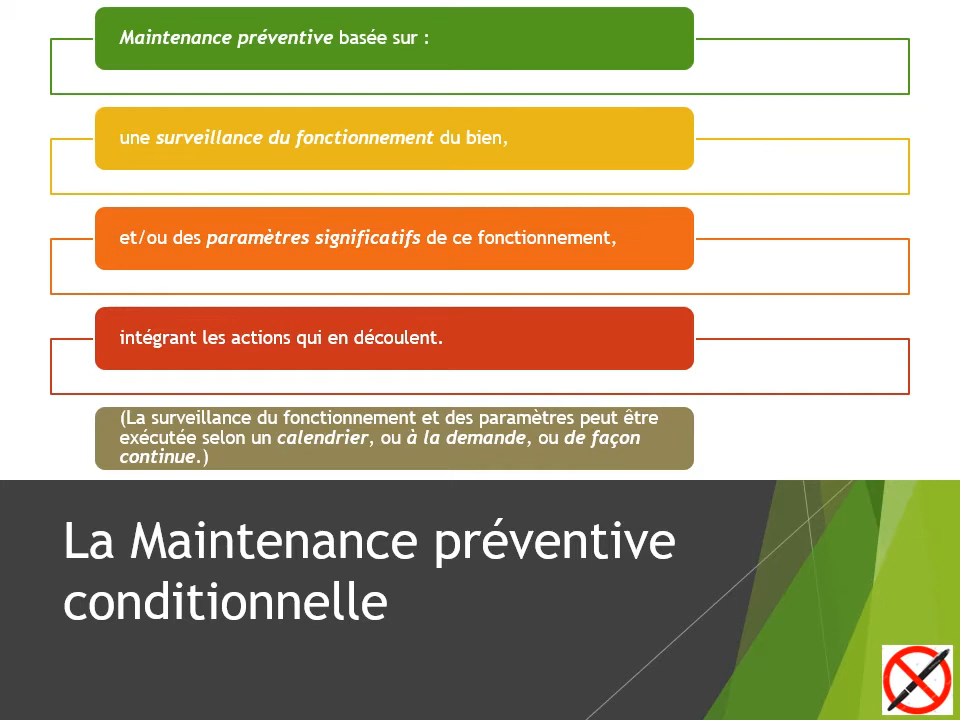 Maintenance préventive basée sur :
une surveillance du fonctionnement du bien,
et/ou des paramètres significatifs de ce fonctionnement,
intégrant les actions qui en découlent.
(La surveillance du fonctionnement et des paramètres peut être
exécutée selon un calendrier, ou à la demande, ou de façon
continue.)
La Maintenance préventive
conditionnelle